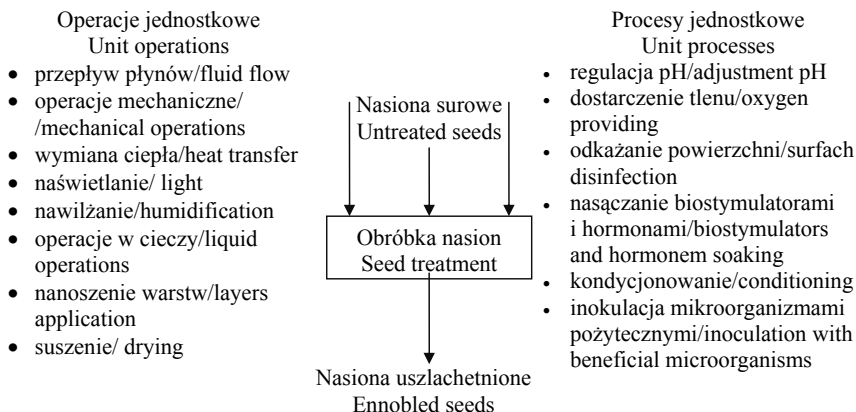 Operacje jednostkowe
Unit operations
• przepływ płynów/fluid flow
• operacje mechaniczne/
/mechanical operations
• wymiana ciepła/heat transfer
• naświetlanie/ light
• nawilżanie/humidification
• operacje w cieczy/liquid
operations
• nanoszenie warstw/layers
application
• suszenie/ drying
Nasiona surowe
Untreated seeds
Obróbka nasion
Seed treatment
Nasiona uszlachetnione
Ennobled seeds
Procesy jednostkowe
Unit processes
• regulacja pH/adjustment pH
• dostarczenie tlenu/oxygen
providing
• odkażanie powierzchni/surfach
disinfection
• nasączanie biostymulatorami
i hormonami/biostymulators
and hormonem soaking
• kondycjonowanie/conditioning
• inokulacja mikroorganizmami
pożytecznymi/inoculation with
beneficial microorganisms